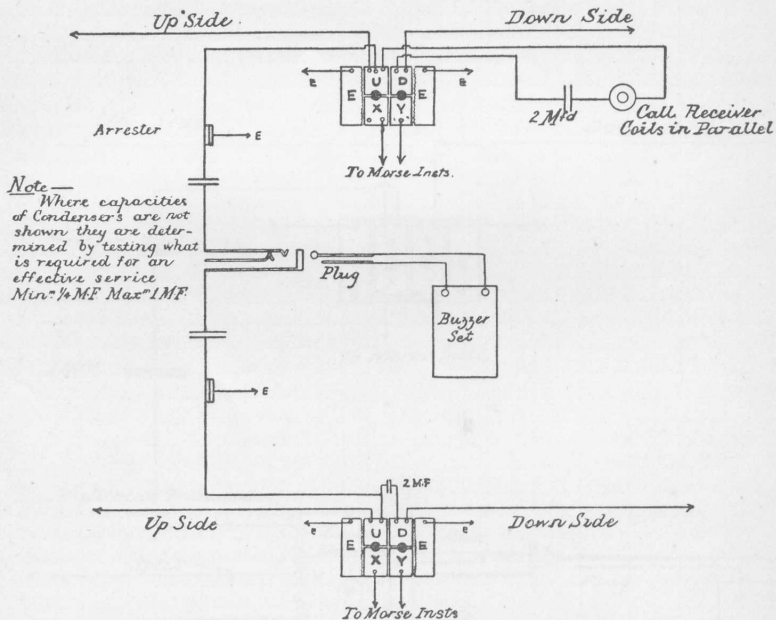 Up Side.
Down Side
E
E
E U D E
X Y
2 Mfd
Call Receiver
Coils in Parallel
Arrester
E
To Morse Insts.
Note—
Where capacities
of Condensers are not
shown they are deter-
mined by testing what
is required for an
effective service
Minm ¼ M.F Maxm 1 M.F.
Plug
Buzzer
Set
E
2 M.F
Up Side
Down Side
E
E
E U D E
X Y
To Morse Insts